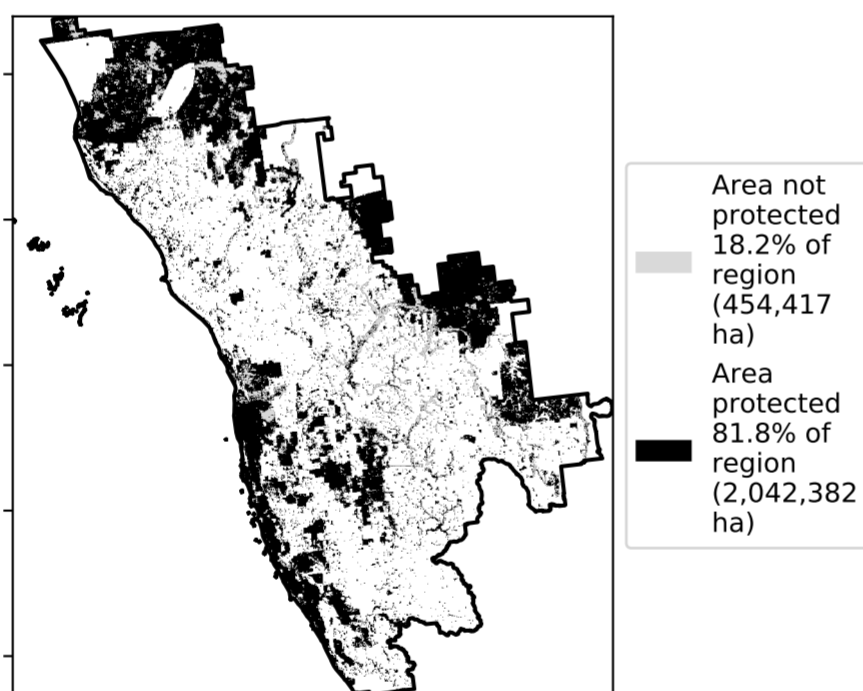 Area not
protected
18.2% of
region
(454,417
ha)
Area
protected
81.8% of
region
(2,042,382
ha)